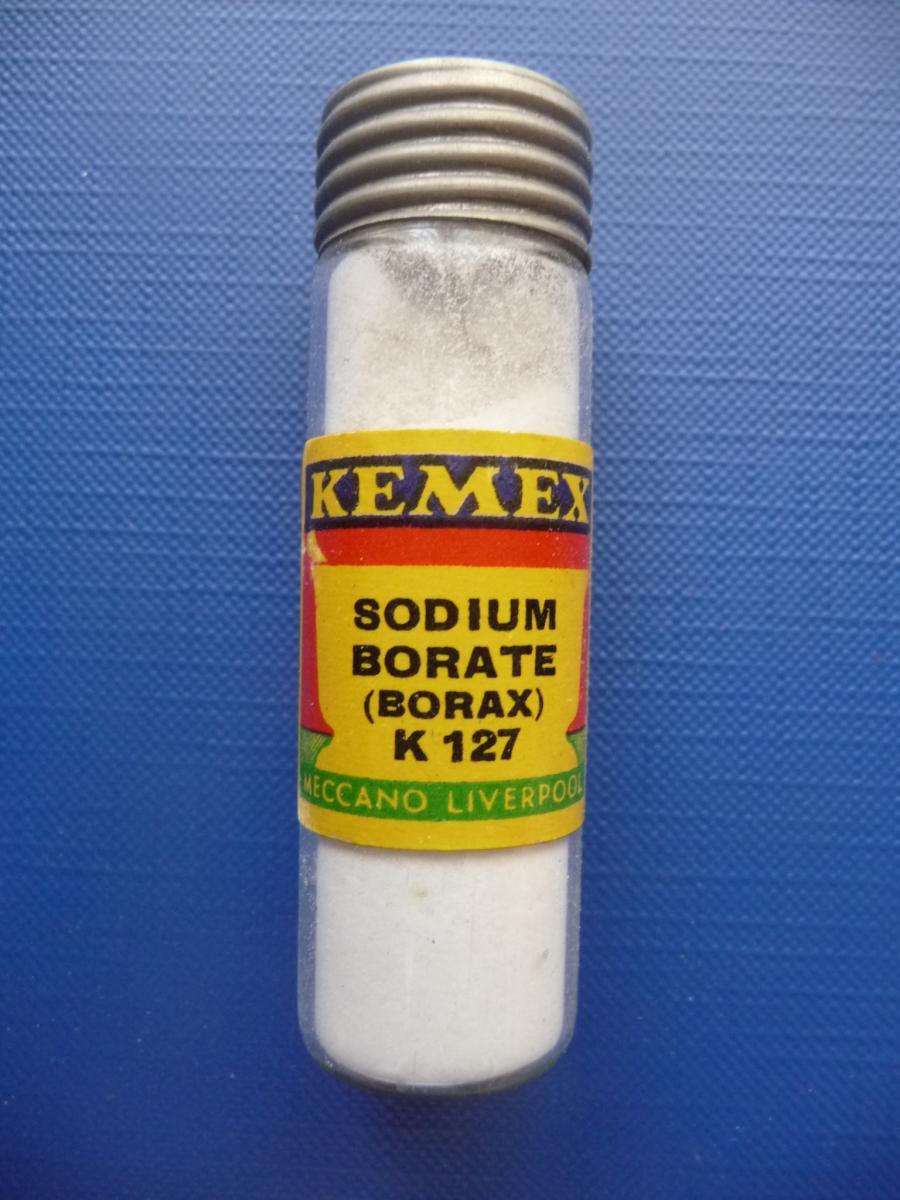 KEMEX
SODIUM
BORATE
(BORAX)
K 127
MECCANO LIVERPOOL